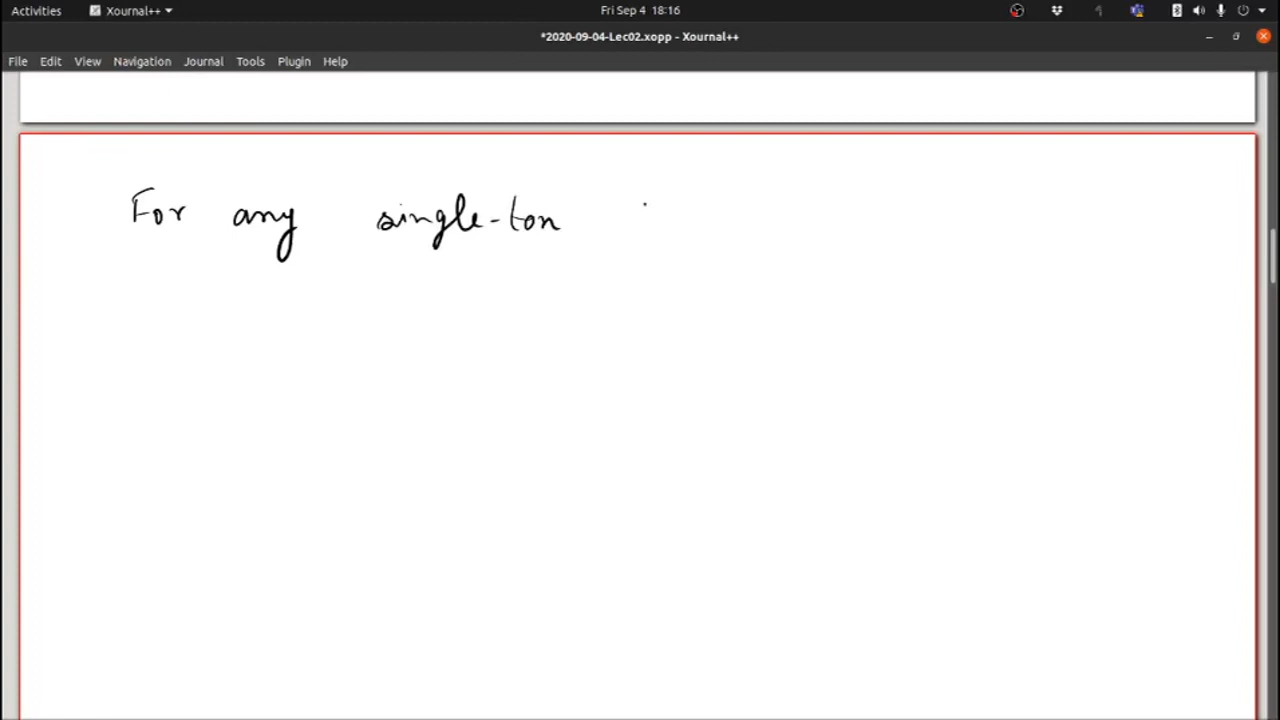 Activities Xournal++ Fri Sep 4 18:16
*2020-09-04-Lec02.xopp - Xournal++
File Edit View Navigation Journal Tools Plugin Help
For any single-ton